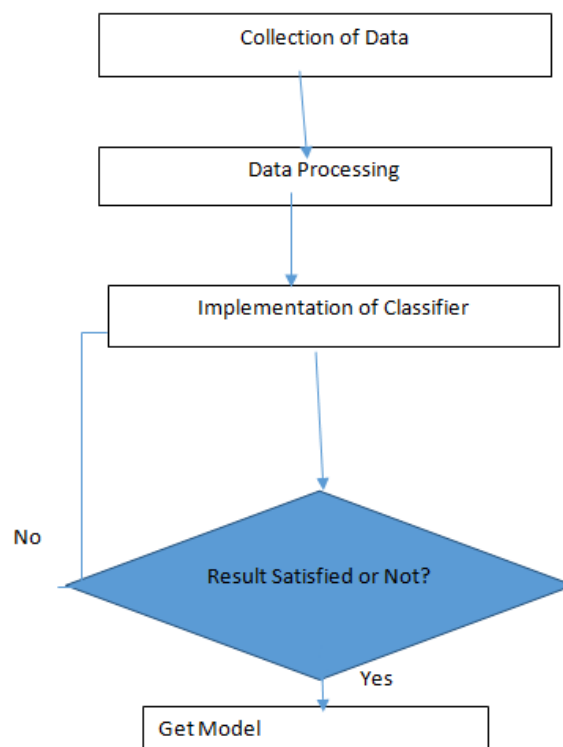 Collection of Data
Data Processing
Implementation of Classifier
No
Result Satisfied or Not?
Yes
Get Model